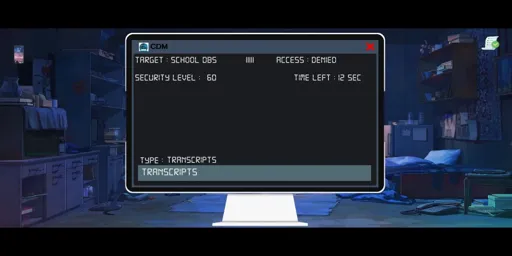 CDM
TARGET : SCHOOL DBS ACCESS : DENIED
SECURITY LEVEL : 60 TIME LEFT : 12 SEC
TYPE : TRANSCRIPTS
TRANSCRIPTS